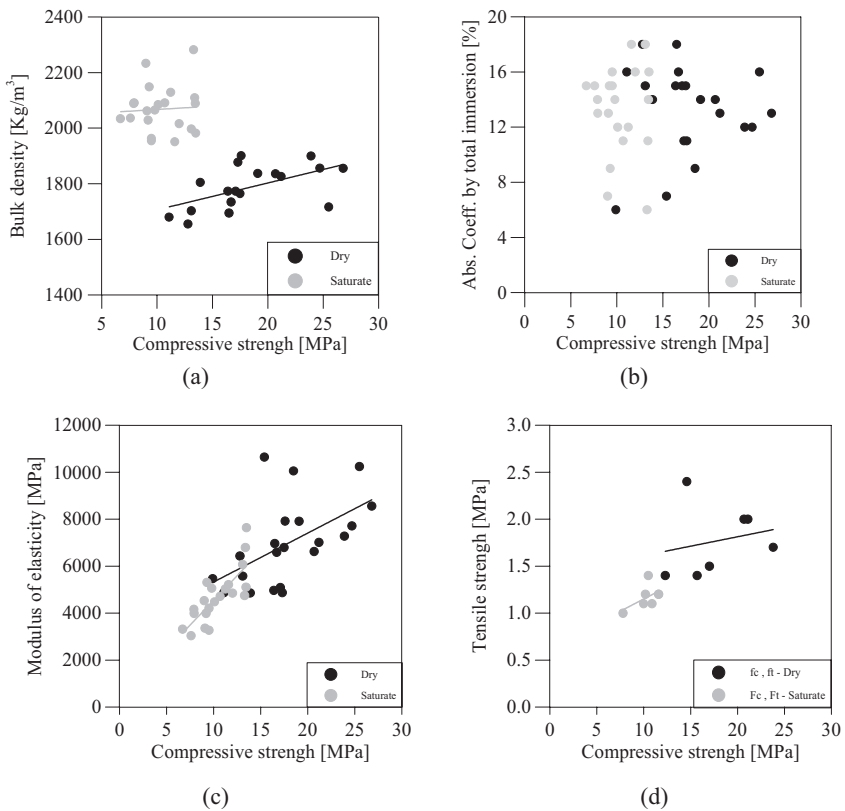 2400
2200
2000
1800
1600
1400
Bulk density [Kg/m³]
Dry
Saturate
5 10 15 20 25 30
Compressive strengh [MPa]
(a)
20
16
12
8
4
0
Abs. Coeff. by total immersion [%]
Dry
Saturate
0 5 10 15 20 25 30
Compressive strengh [Mpa]
(b)
12000
10000
8000
6000
4000
2000
0
Modulus of elasticity [MPa]
Dry
Saturate
0 5 10 15 20 25 30
Compressive strengh [MPa]
(c)
3.0
2.5
2.0
1.5
1.0
0.5
0.0
Tensile strengh [MPa]
fc , ft - Dry
Fc , Ft - Saturate
0 5 10 15 20 25 30
Compressive strengh [MPa]
(d)